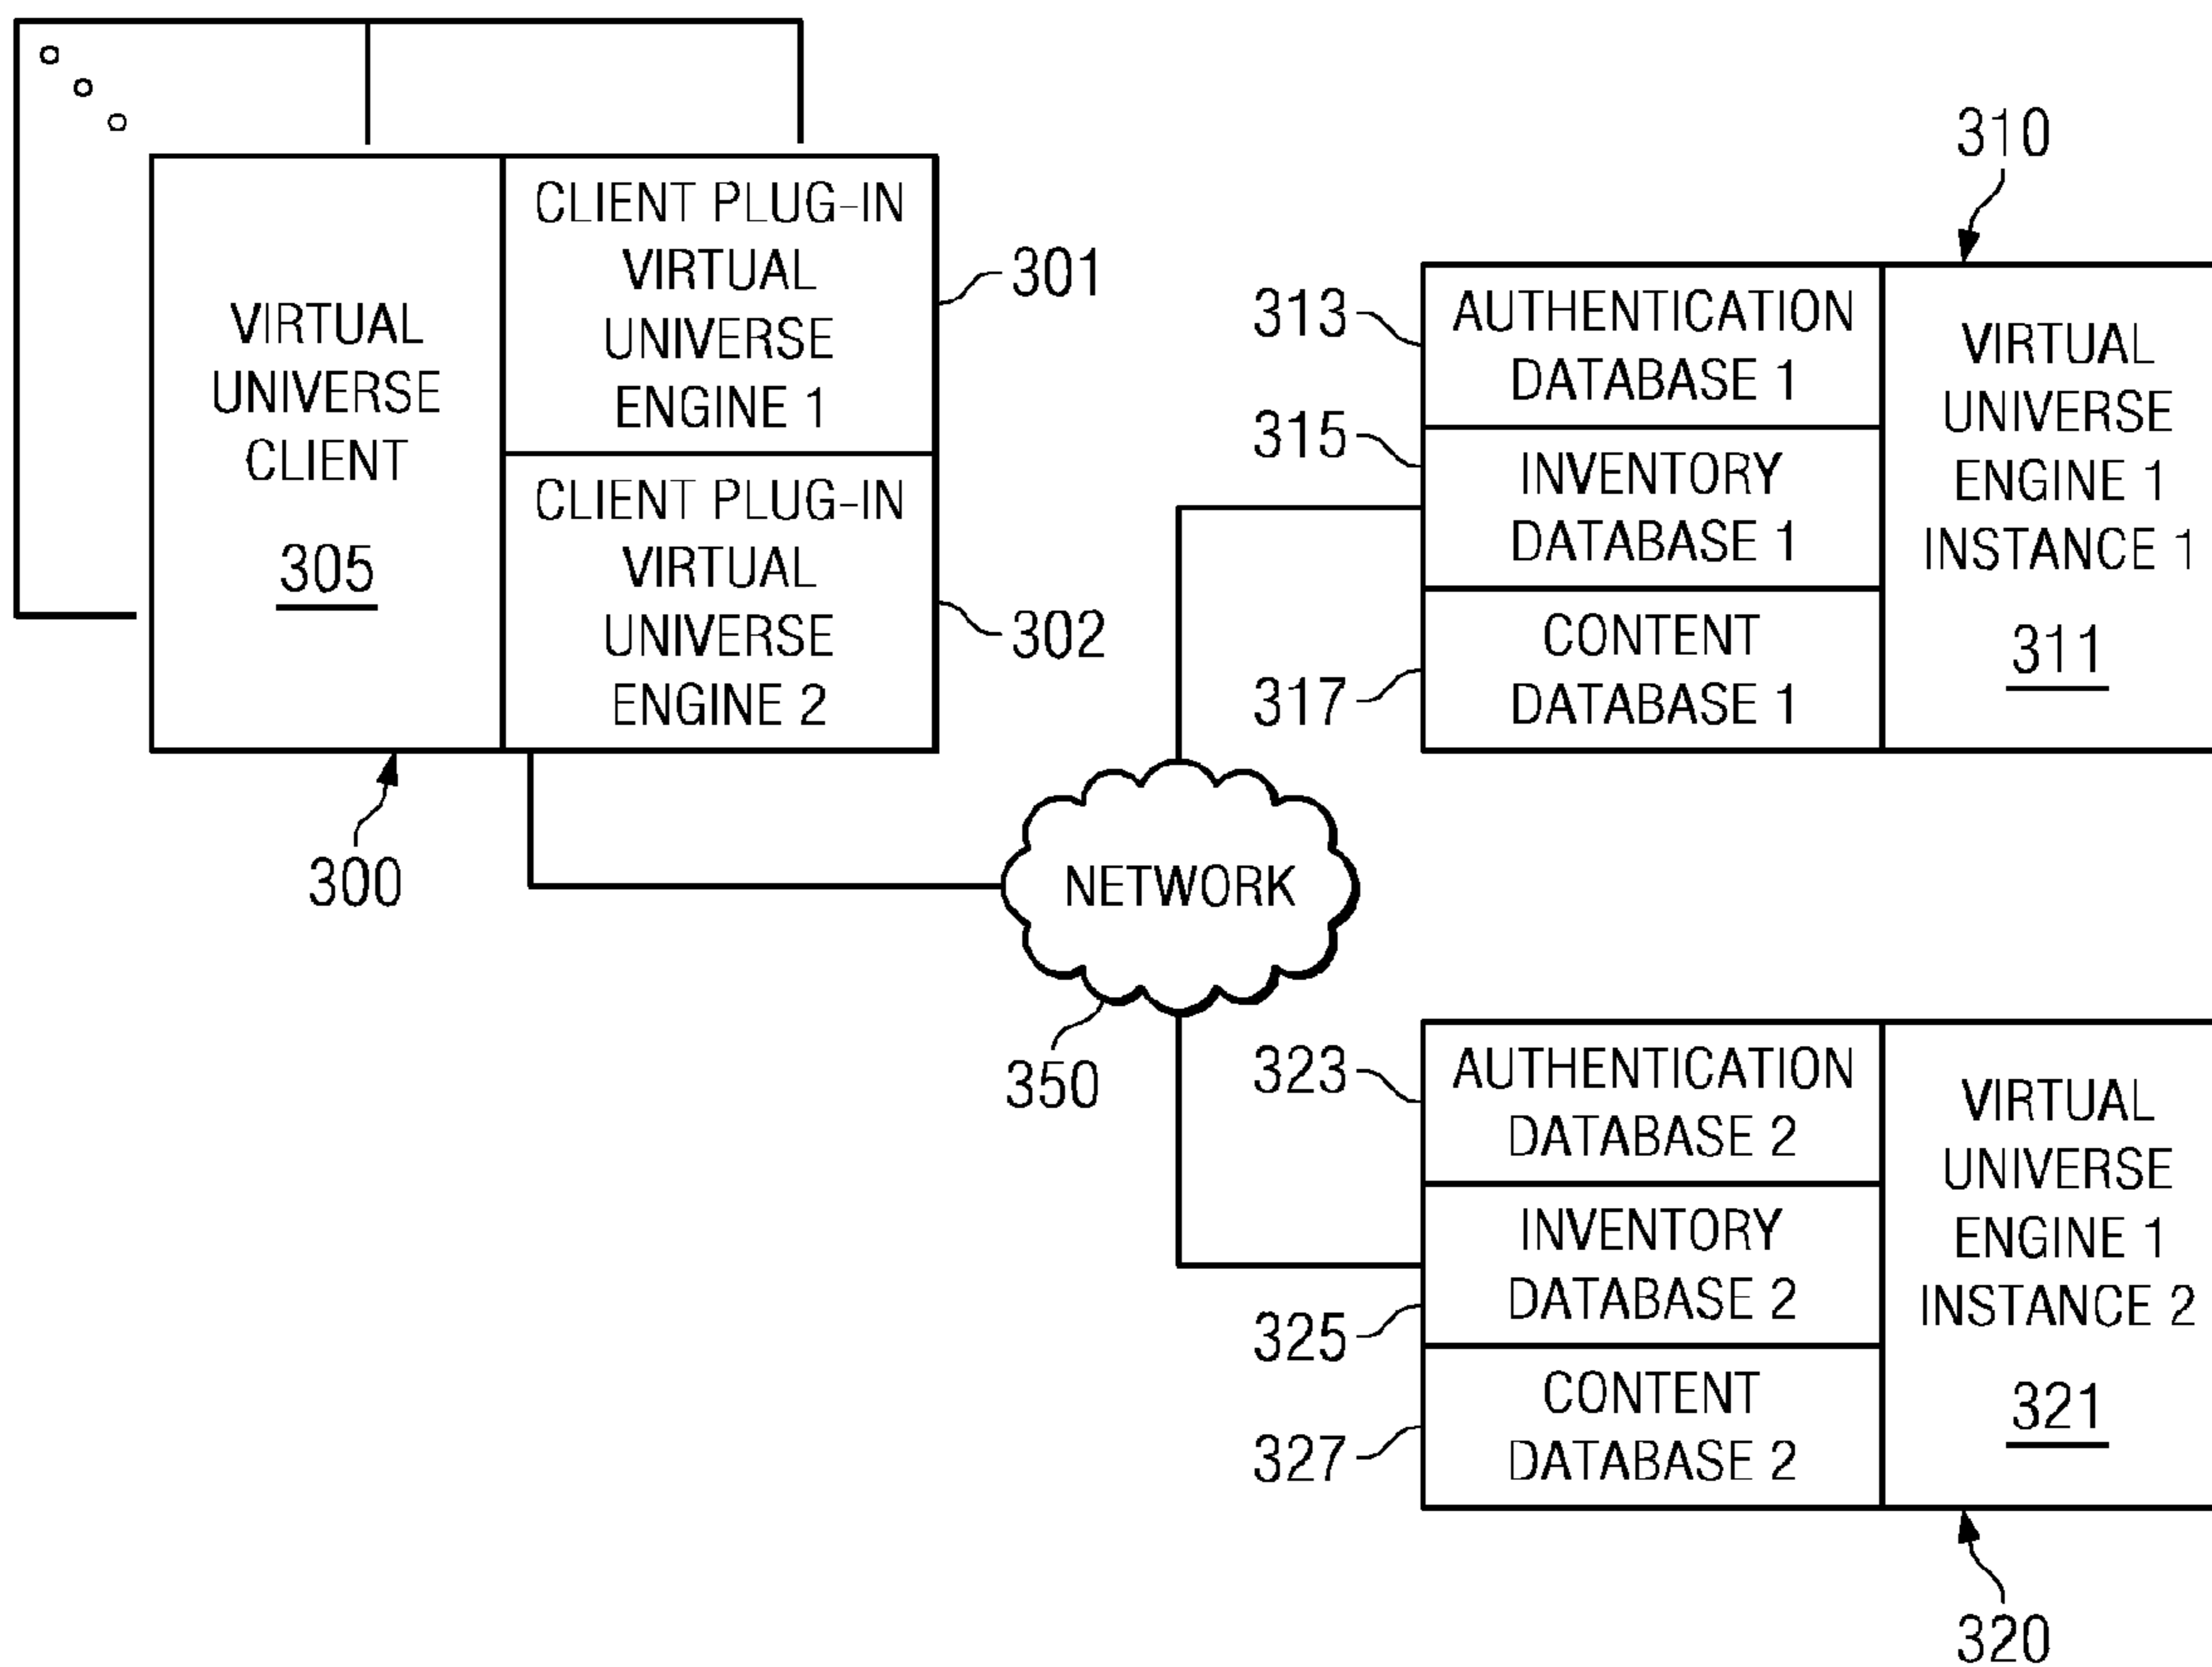 VIRTUAL
UNIVERSE
CLIENT
305
CLIENT PLUG-IN
VIRTUAL
UNIVERSE
ENGINE 1
301
CLIENT PLUG-IN
VIRTUAL
UNIVERSE
ENGINE 2
302
300
NETWORK
350
310
313
AUTHENTICATION
DATABASE 1
315
INVENTORY
DATABASE 1
317
CONTENT
DATABASE 1
VIRTUAL
UNIVERSE
ENGINE 1
INSTANCE 1
311
323
AUTHENTICATION
DATABASE 2
325
INVENTORY
DATABASE 2
327
CONTENT
DATABASE 2
VIRTUAL
UNIVERSE
ENGINE 1
INSTANCE 2
321
320